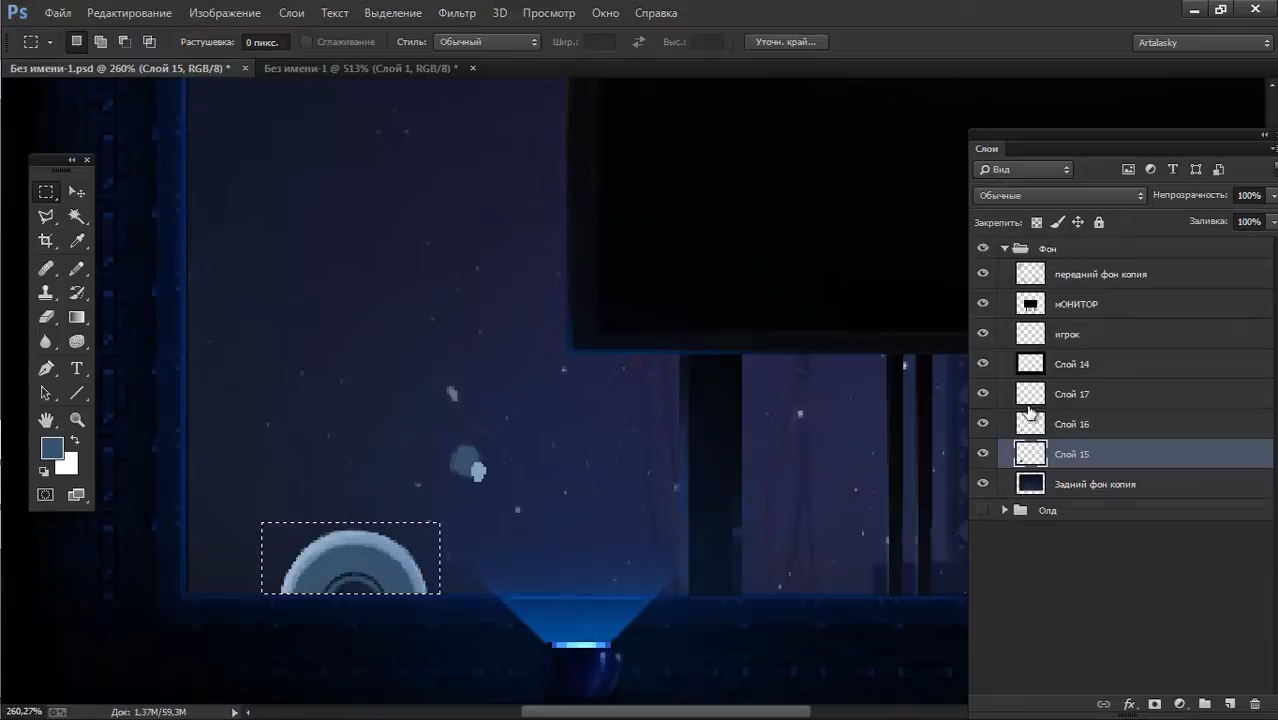 Ps Файл Редактирование Изображение Слои Текст Выделение Фильтр 3D Просмотр Окно Справка
Растушевка: 0 пикс. Сглаживание Стиль: Обычный Шир.: Выс.: Уточн. край... Artalasky
Без имени-1.psd @ 260% (Слой 15, RGB/8) * × Без имени-1 @ 513% (Слой 1, RGB/8) * ×
Слои
Вид
Обычные Непрозрачность: 100%
Закрепить: Заливка: 100%
Фон
передний фон копия
мОНИТОР
игрок
Слой 14
Слой 17
Слой 16
Слой 15
Задний фон копия
Олд
260,27% Док: 1,37M/59,3M